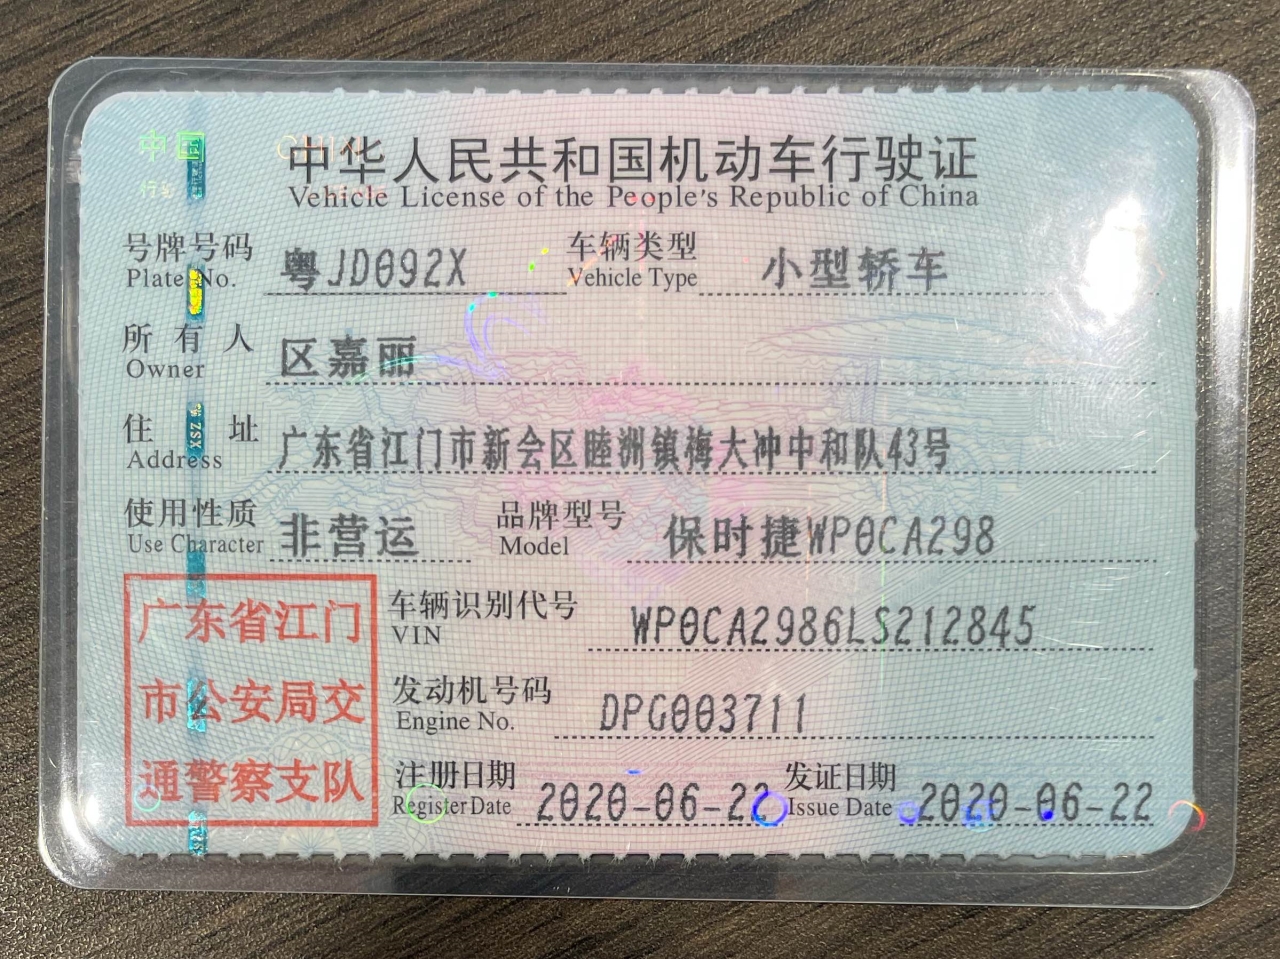 中国 CHINA
中华人民共和国机动车行驶证
Vehicle License of the People's Republic of China
号牌号码 粤JD092X 车辆类型 小型轿车
Plate No. Vehicle Type
所有人 区嘉丽
Owner
住址 广东省江门市新会区睦洲镇梅大冲中和队43号
Address
使用性质 非营运 品牌型号 保时捷WP0CA298
Use Character Model
广东省江门
市公安局交
通警察支队
车辆识别代号 WP0CA2986LS212845
VIN
发动机号码 DPG003711
Engine No.
注册日期 2020-06-22 发证日期 2020-06-22
Register Date Issue Date